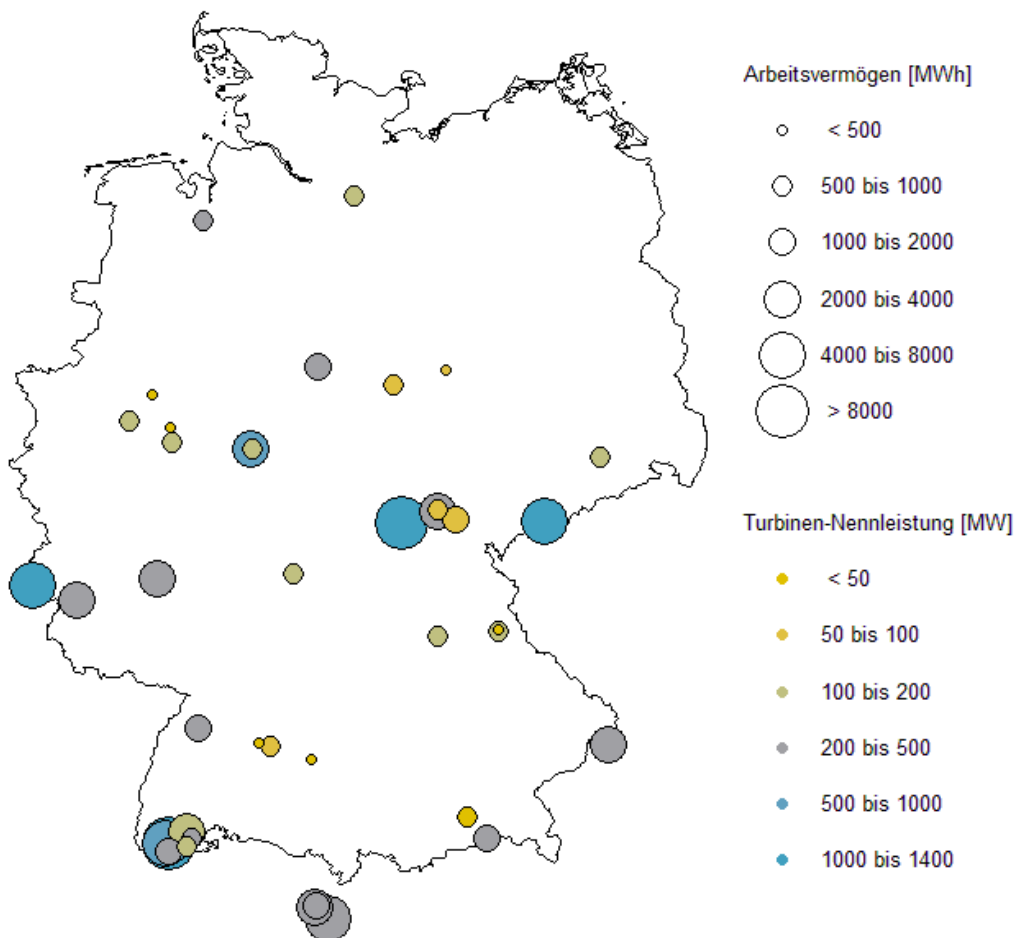 Arbeitsvermögen [MWh]
< 500
500 bis 1000
1000 bis 2000
2000 bis 4000
4000 bis 8000
> 8000
Turbinen-Nennleistung [MW]
< 50
50 bis 100
100 bis 200
200 bis 500
500 bis 1000
1000 bis 1400